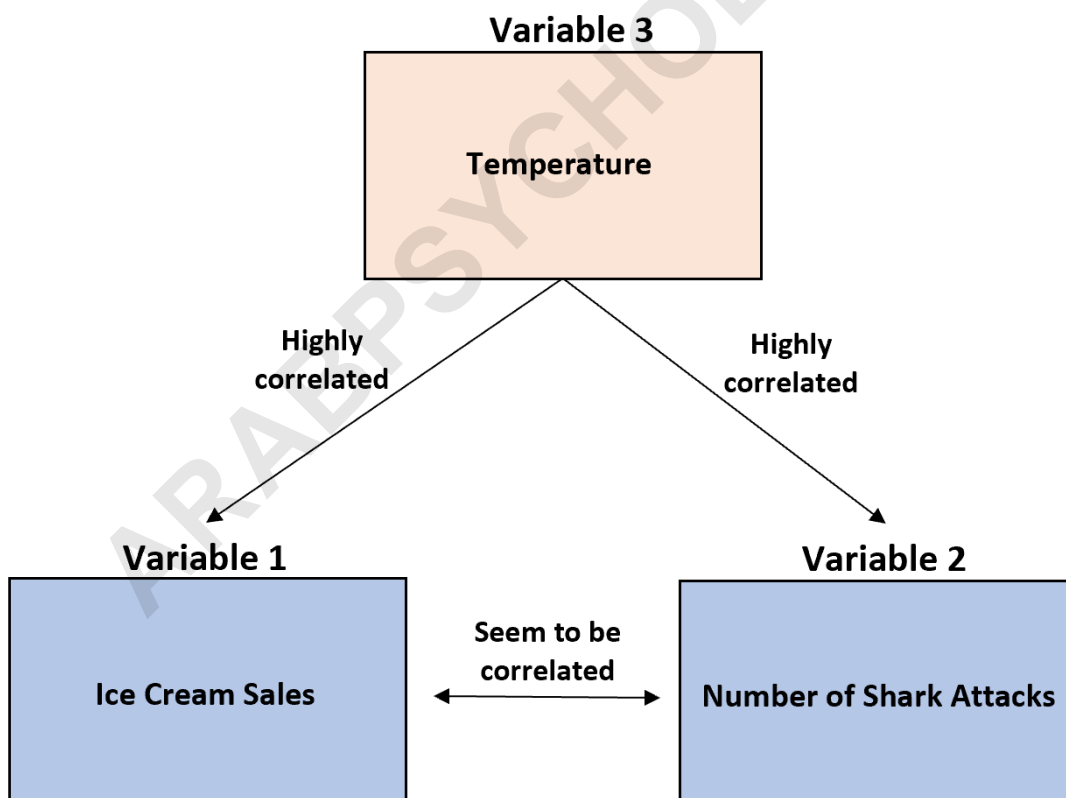 Variable 3
Temperature
Highly
correlated
Highly
correlated
Variable 1
Variable 2
Seem to be
correlated
Ice Cream Sales
Number of Shark Attacks